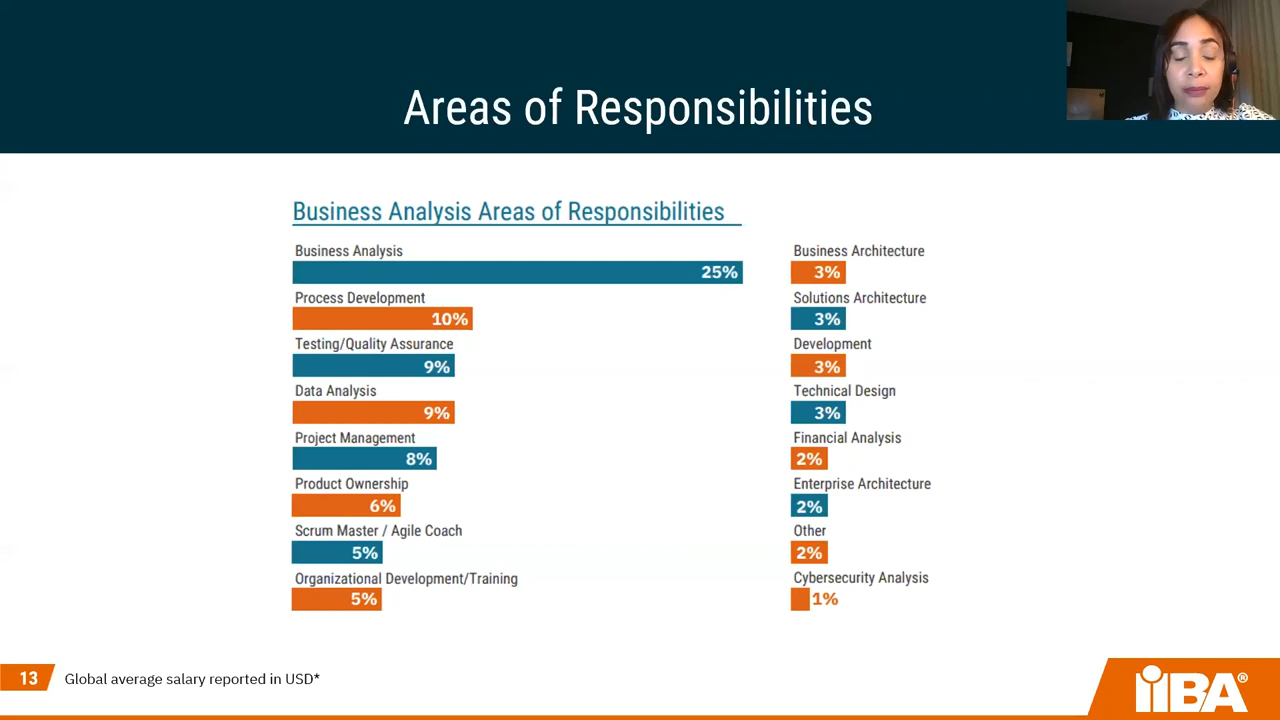 Areas of Responsibilities
Business Analysis Areas of Responsibilities
Business Analysis
25%
Process Development
10%
Testing/Quality Assurance
9%
Data Analysis
9%
Project Management
8%
Product Ownership
6%
Scrum Master / Agile Coach
5%
Organizational Development/Training
5%
Business Architecture
3%
Solutions Architecture
3%
Development
3%
Technical Design
3%
Financial Analysis
2%
Enterprise Architecture
2%
Other
2%
Cybersecurity Analysis
1%
13 Global average salary reported in USD*
IIBA®